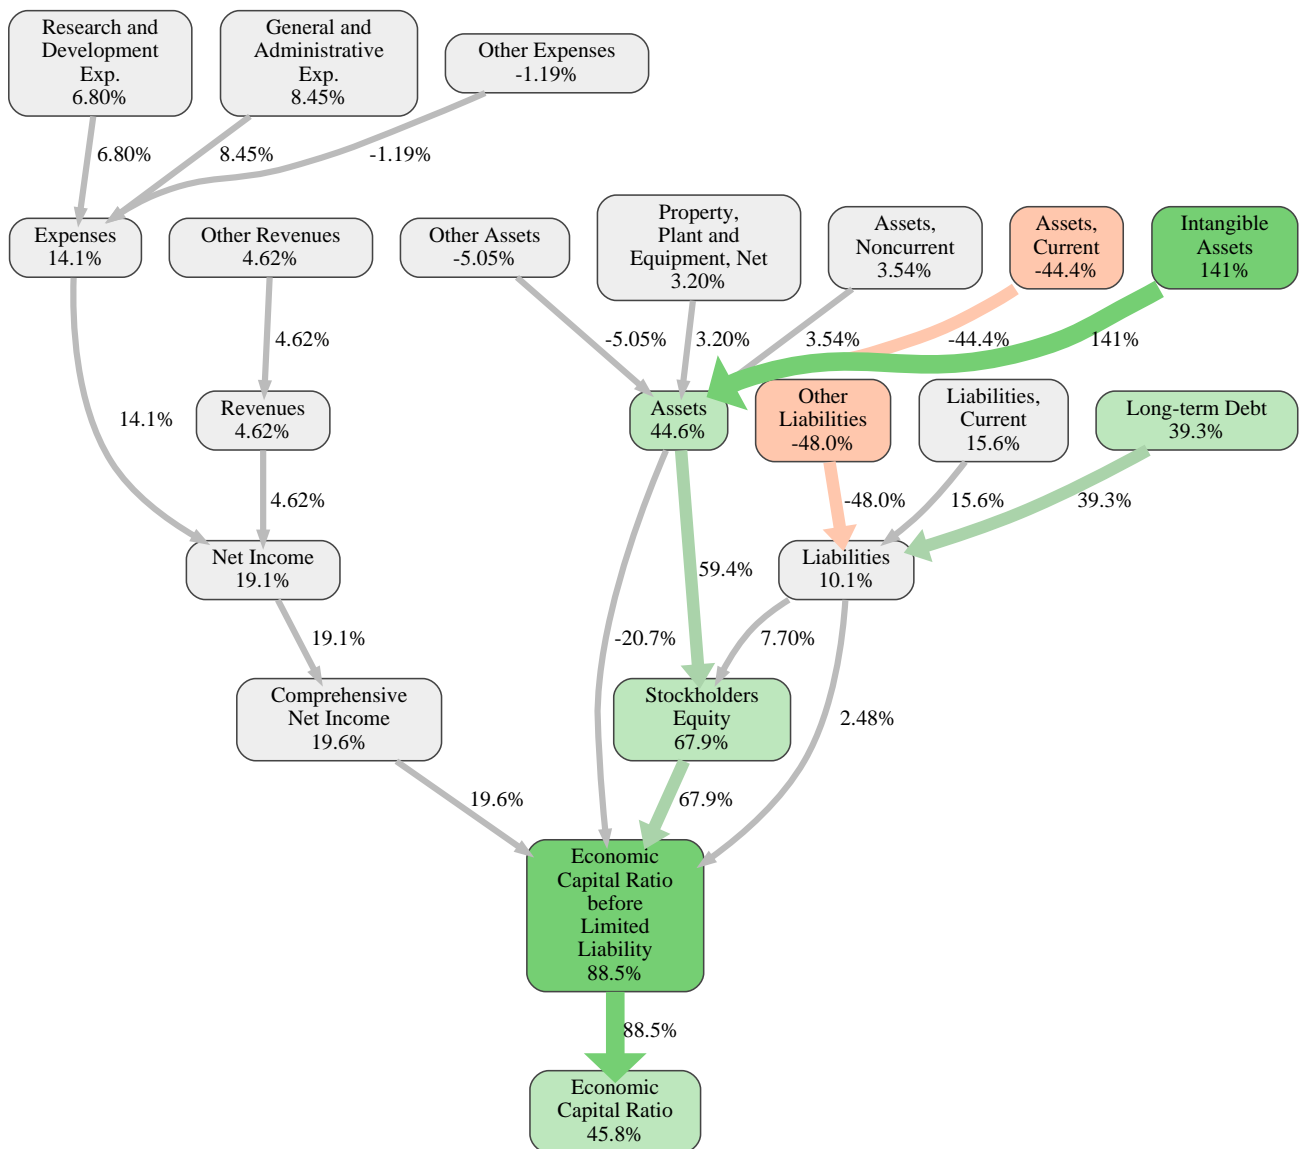 Research and
Development
Exp.
6.80%
General and
Administrative
Exp.
8.45%
Other Expenses
-1.19%
6.80%
8.45%
-1.19%
Expenses
14.1%
Other Revenues
4.62%
Other Assets
-5.05%
Property,
Plant and
Equipment, Net
3.20%
Assets,
Noncurrent
3.54%
Assets,
Current
-44.4%
Intangible
Assets
141%
4.62%
-5.05%
3.20%
3.54%
-44.4%
141%
14.1%
Revenues
4.62%
Assets
44.6%
Other
Liabilities
-48.0%
Liabilities,
Current
15.6%
Long-term Debt
39.3%
4.62%
-48.0%
15.6%
39.3%
Net Income
19.1%
59.4%
Liabilities
10.1%
19.1%
-20.7%
7.70%
Comprehensive
Net Income
19.6%
Stockholders
Equity
67.9%
2.48%
19.6%
67.9%
Economic
Capital Ratio
before
Limited
Liability
88.5%
88.5%
Economic
Capital Ratio
45.8%